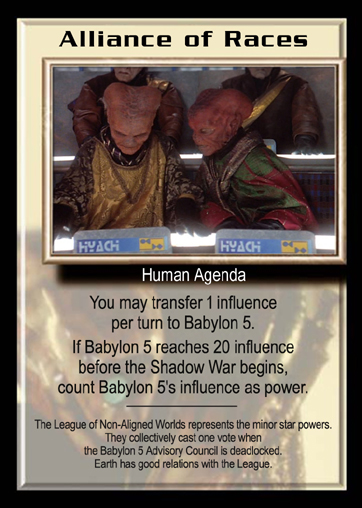 Alliance of Races
HYACH
HYACH
Human Agenda
You may transfer 1 influence
per turn to Babylon 5.
If Babylon 5 reaches 20 influence
before the Shadow War begins,
count Babylon 5's influence as power.
The League of Non-Aligned Worlds represents the minor star powers.
They collectively cast one vote when
the Babylon 5 Advisory Council is deadlocked.
Earth has good relations with the League.